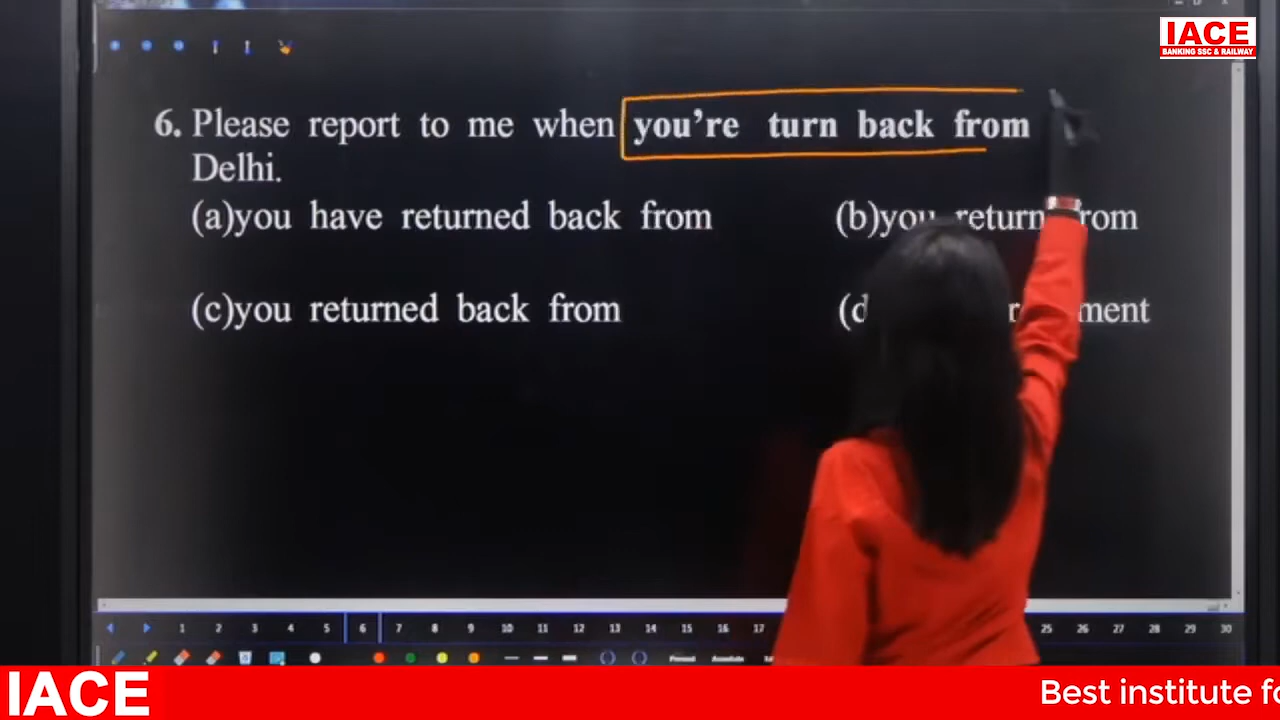 IACE
BANKING SSC & RAILWAY
6. Please report to me when you're turn back from
Delhi.
(a)you have returned back from (b)you return from
(c)you returned back from (d ment
1 2 3 4 5 6 7 8 9 10 11 12 13 14 15 16 17 25 26 27 28 29 30
IACE Best institute fo